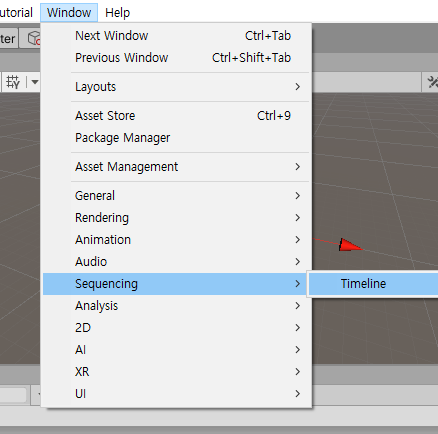 utorial Window Help
ter
Next Window Ctrl+Tab
Previous Window Ctrl+Shift+Tab
Layouts
Asset Store Ctrl+9
Package Manager
Asset Management
General
Rendering
Animation
Audio
Sequencing
Timeline
Analysis
2D
AI
XR
UI